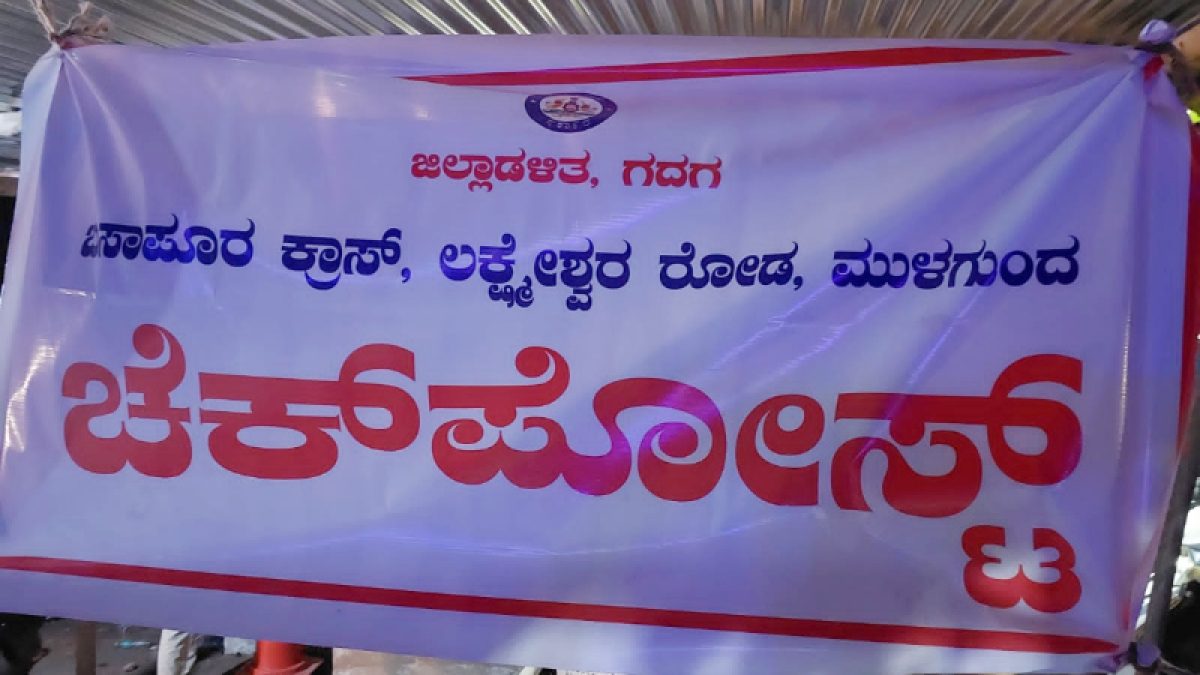 ಜಿಲ್ಲಾಡಳಿತ, ಗದಗ
ಕ್ರಾಸ್, ಲಕ್ಷ್ಮೇಶ್ವರ ರೋಡ, ಮುಳಗುಂದ
ಚೆಕ್‌ಪೋಸ್ಟ್